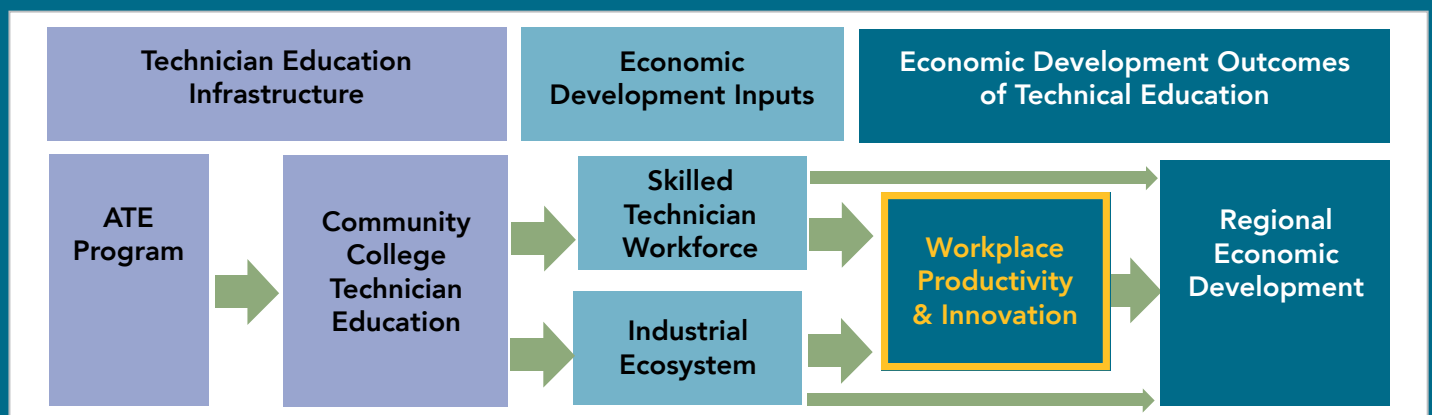 Technician Education
Infrastructure
Economic
Development Inputs
Economic Development Outcomes
of Technical Education
ATE
Program
Community
College
Technician
Education
Skilled
Technician
Workforce
Industrial
Ecosystem
Workplace
Productivity
& Innovation
Regional
Economic
Development